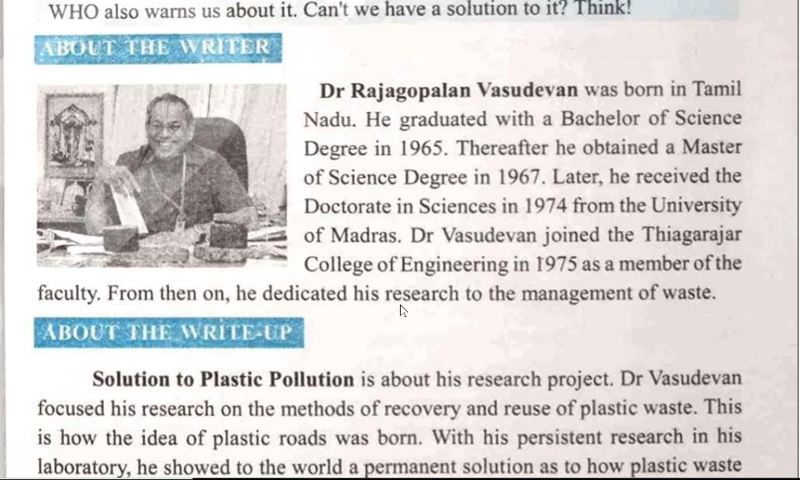 WHO also warns us about it. Can't we have a solution to it? Think!
ABOUT THE WRITER
Dr Rajagopalan Vasudevan was born in Tamil
Nadu. He graduated with a Bachelor of Science
Degree in 1965. Thereafter he obtained a Master
of Science Degree in 1967. Later, he received the
Doctorate in Sciences in 1974 from the University
of Madras. Dr Vasudevan joined the Thiagarajar
College of Engineering in 1975 as a member of the
faculty. From then on, he dedicated his research to the management of waste.
ABOUT THE WRITE-UP
Solution to Plastic Pollution is about his research project. Dr Vasudevan
focused his research on the methods of recovery and reuse of plastic waste. This
is how the idea of plastic roads was born. With his persistent research in his
laboratory, he showed to the world a permanent solution as to how plastic waste